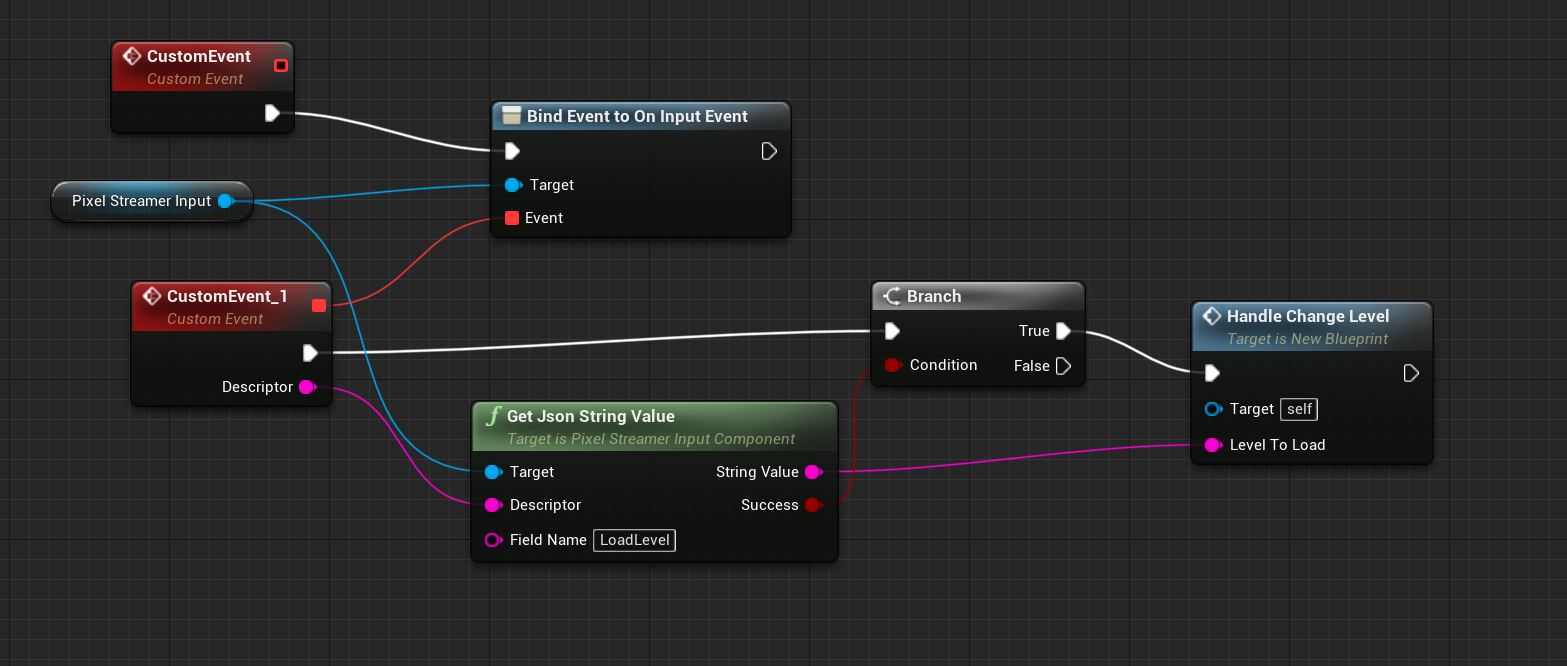 CustomEvent
Custom Event
Bind Event to On Input Event
Target
Event
Pixel Streamer Input
CustomEvent_1
Custom Event
Descriptor
Get Json String Value
Target is Pixel Streamer Input Component
Target String Value
Descriptor Success
Field Name LoadLevel
Branch
True
Condition False
Handle Change Level
Target is New Blueprint
Target self
Level To Load